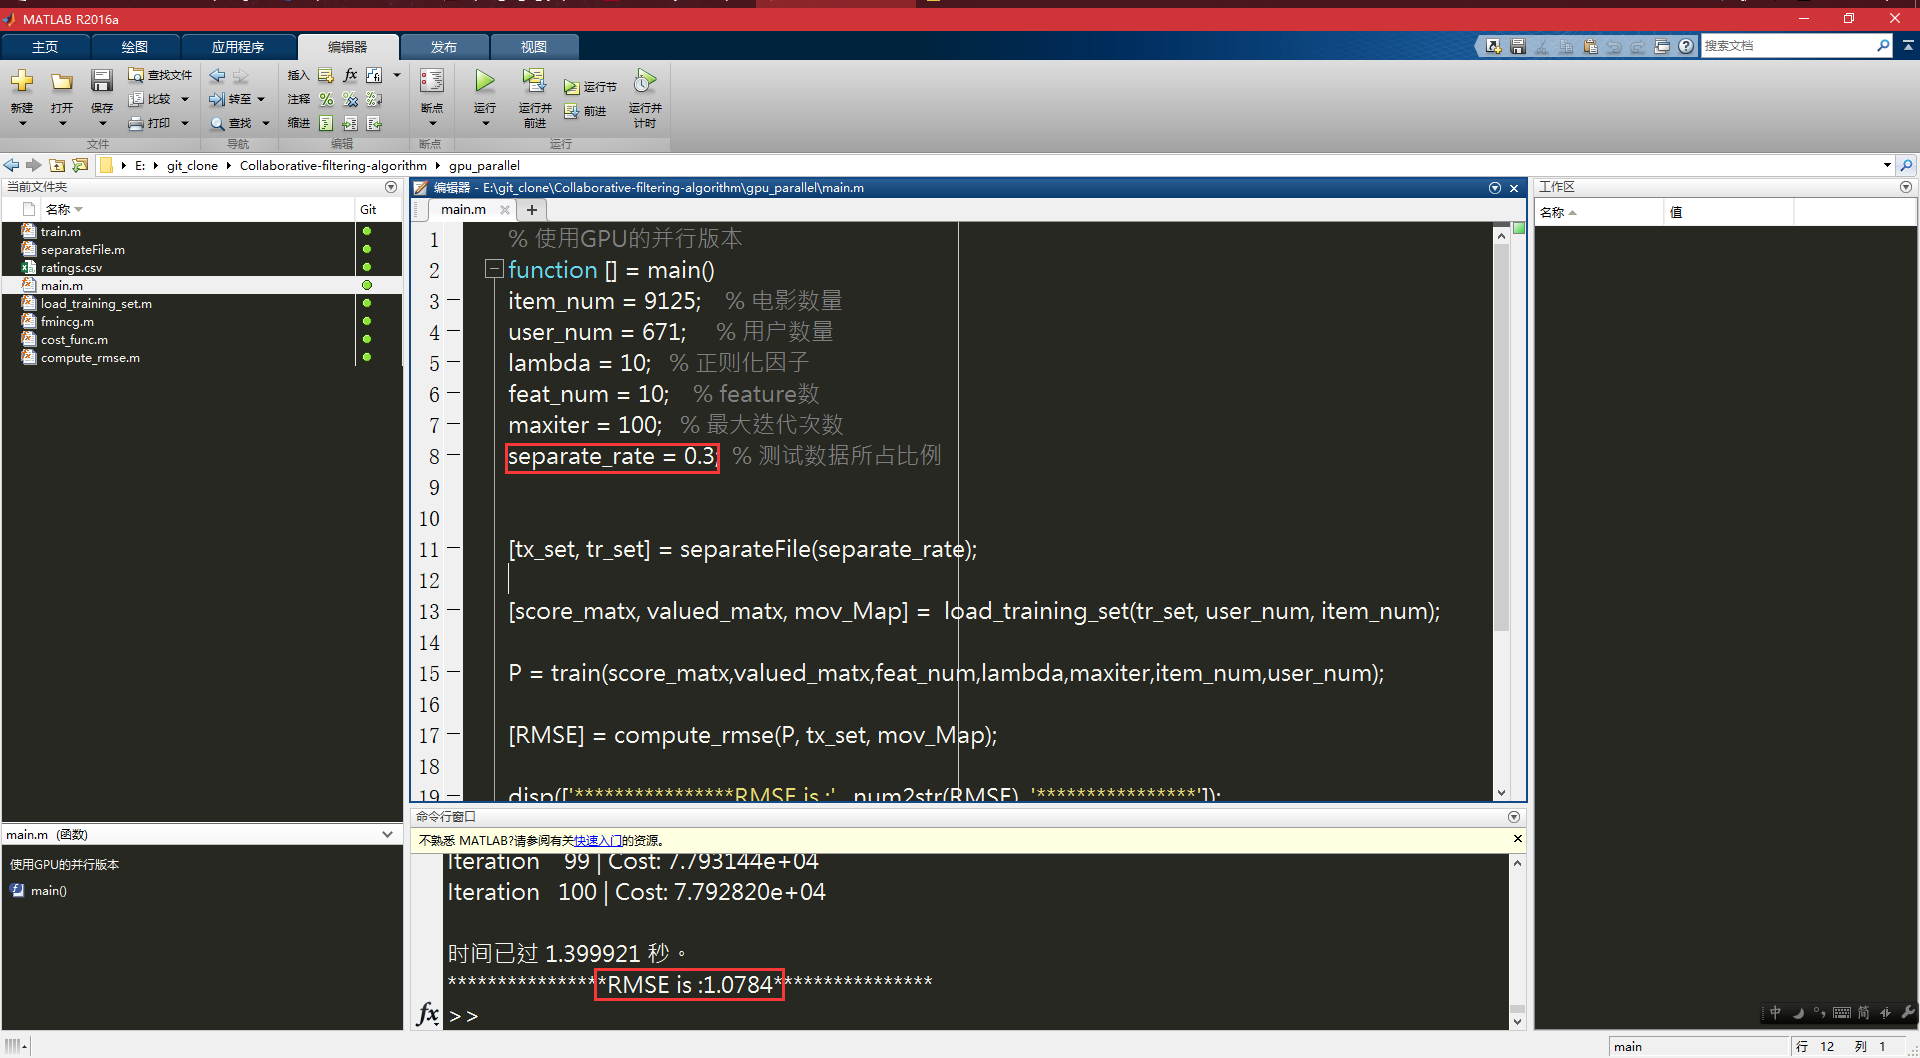 MATLAB R2016a
主页 绘图 应用程序 编辑器 发布 视图
搜索文档
新建 打开 保存 查找文件 比较 打印 转至 查找 插入 注释 缩进 断点 运行 运行并前进 运行节 前进 运行并计时
文件 导航 编辑 断点 运行
E: git_clone Collaborative-filtering-algorithm gpu_parallel
当前文件夹
名称 Git
train.m
separateFile.m
ratings.csv
main.m
load_training_set.m
fmincg.m
cost_func.m
compute_rmse.m
main.m (函数)
使用GPU的并行版本
main()
编辑器 - E:\git_clone\Collaborative-filtering-algorithm\gpu_parallel\main.m
main.m
1 % 使用GPU的并行版本
2 function [] = main()
3 item_num = 9125; % 电影数量
4 user_num = 671; % 用户数量
5 lambda = 10; % 正则化因子
6 feat_num = 10; % feature数
7 maxiter = 100; % 最大迭代次数
8 separate_rate = 0.3; % 测试数据所占比例
9
10
11 [tx_set, tr_set] = separateFile(separate_rate);
12
13 [score_matx, valued_matx, mov_Map] = load_training_set(tr_set, user_num, item_num);
14
15 P = train(score_matx,valued_matx,feat_num,lambda,maxiter,item_num,user_num);
16
17 [RMSE] = compute_rmse(P, tx_set, mov_Map);
18
19 disp(['****************RMSE is :' , num2str(RMSE), '****************']);
命令行窗口
不熟悉 MATLAB?请参阅有关快速入门的资源。
Iteration 99 | Cost: 7.793144e+04
Iteration 100 | Cost: 7.792820e+04
时间已过 1.399921 秒。
****************RMSE is :1.0784****************
fx >>
工作区
名称 值
中 简
main 行 12 列 1